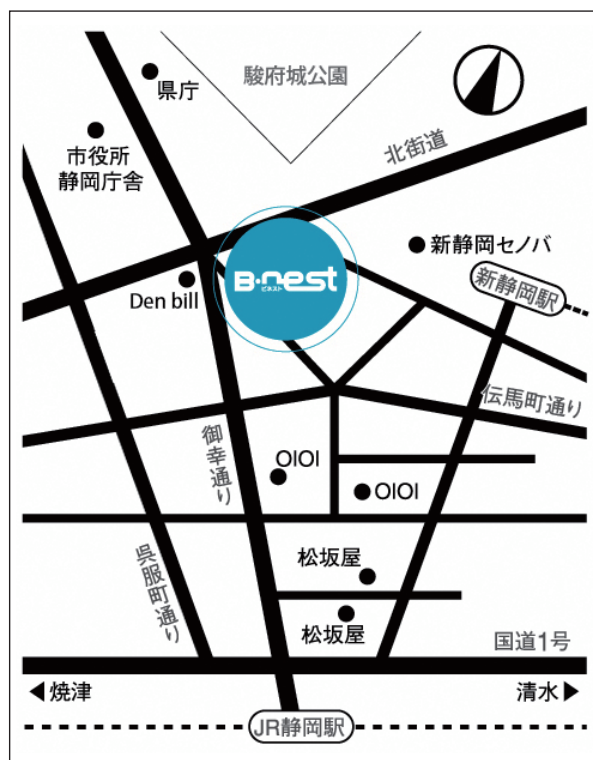 駿府城公園
県庁
北街道
市役所
静岡庁舎
新静岡セノバ
B・nest
ビネスト
新静岡駅
Den bill
伝馬町通り
御幸通り
OIOI
OIOI
呉服町通り
松坂屋
松坂屋
国道1号
◀焼津
清水▶
JR静岡駅